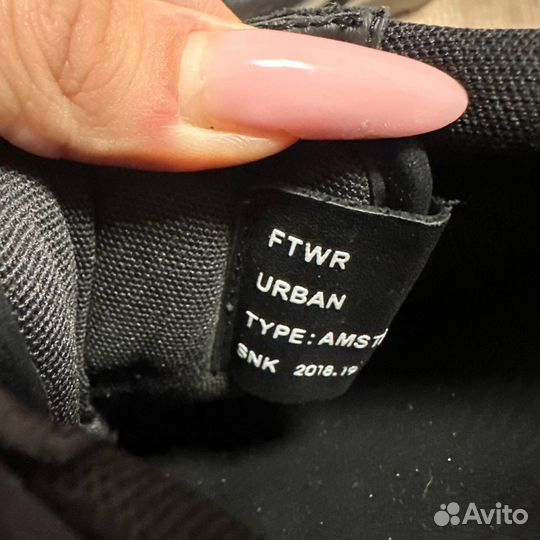 FTWR
URBAN
TYPE: AMST
SNK 2018.19
Avito